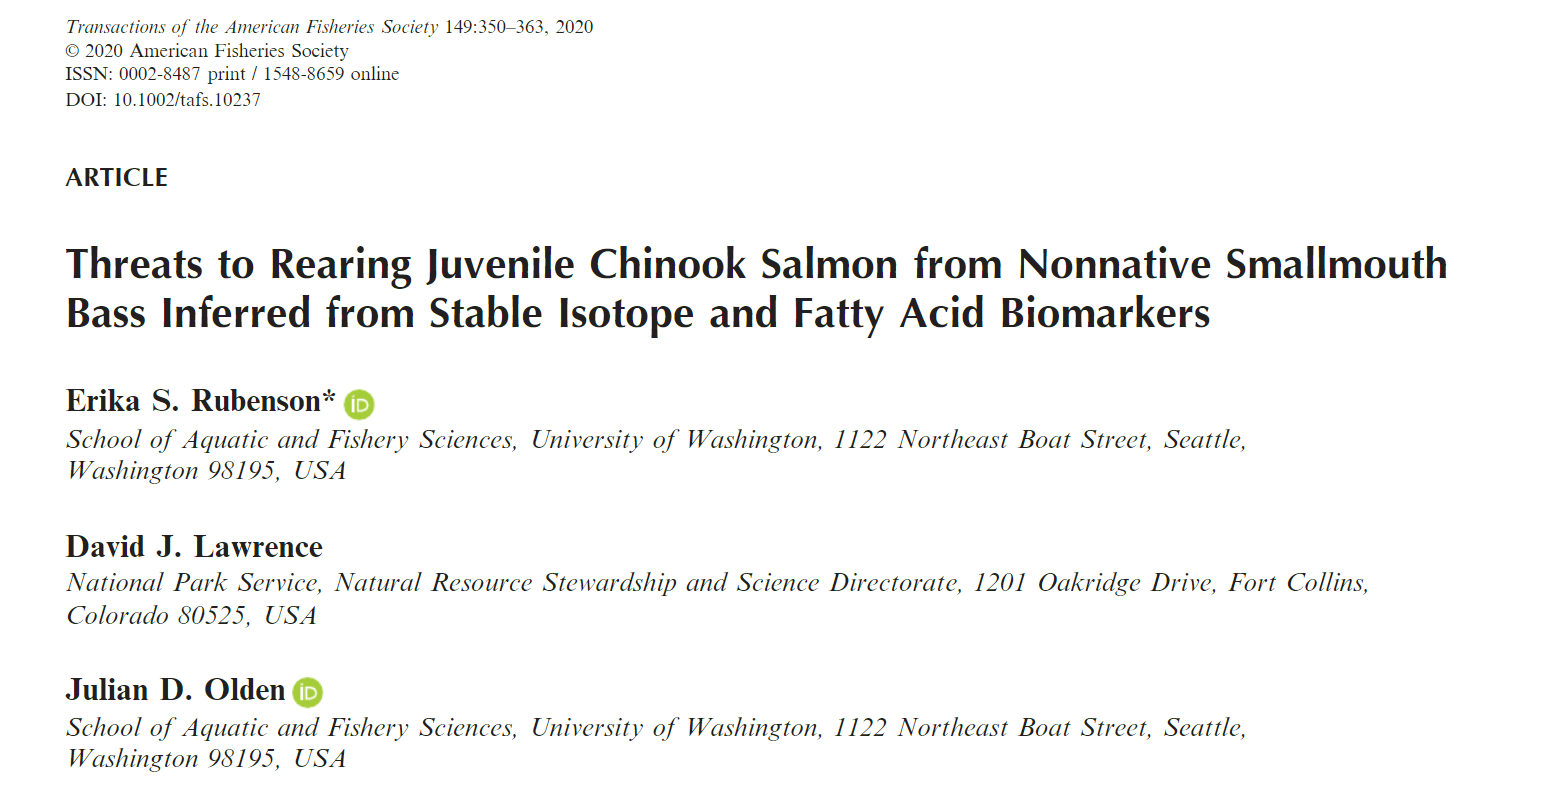 Transactions of the American Fisheries Society 149:350–363, 2020
© 2020 American Fisheries Society
ISSN: 0002-8487 print / 1548-8659 online
DOI: 10.1002/tafs.10237
ARTICLE
Threats to Rearing Juvenile Chinook Salmon from Nonnative Smallmouth
Bass Inferred from Stable Isotope and Fatty Acid Biomarkers
Erika S. Rubenson* iD
School of Aquatic and Fishery Sciences, University of Washington, 1122 Northeast Boat Street, Seattle,
Washington 98195, USA
David J. Lawrence
National Park Service, Natural Resource Stewardship and Science Directorate, 1201 Oakridge Drive, Fort Collins,
Colorado 80525, USA
Julian D. Olden iD
School of Aquatic and Fishery Sciences, University of Washington, 1122 Northeast Boat Street, Seattle,
Washington 98195, USA